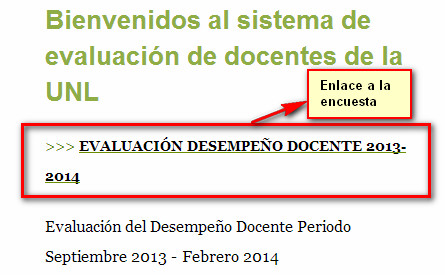 Bienvenidos al sistema de
evaluación de docentes de la
UNL
Enlace a la
encuesta
>>> EVALUACIÓN DESEMPEÑO DOCENTE 2013-
2014
Evaluación del Desempeño Docente Periodo
Septiembre 2013 - Febrero 2014